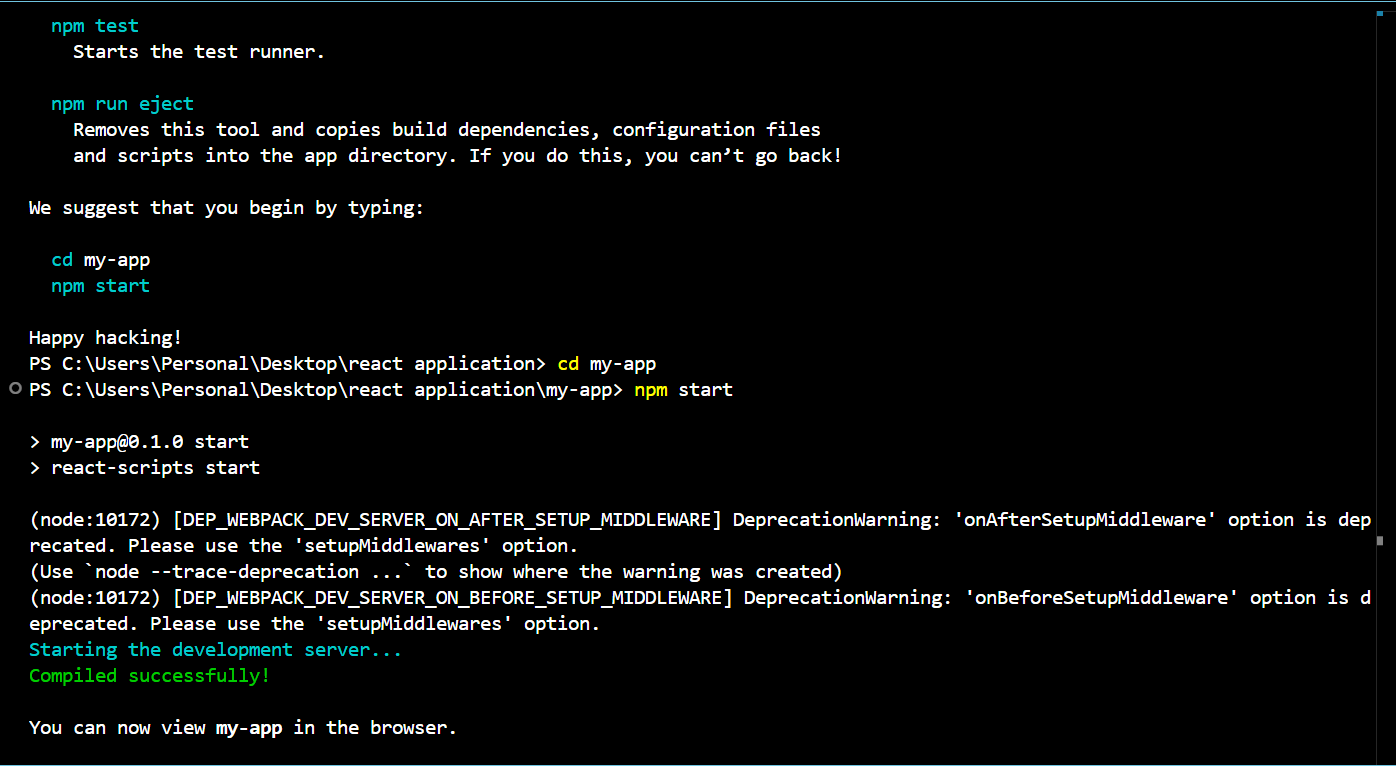 npm test
Starts the test runner.
npm run eject
Removes this tool and copies build dependencies, configuration files
and scripts into the app directory. If you do this, you can’t go back!
We suggest that you begin by typing:
cd my-app
npm start
Happy hacking!
PS C:\Users\Personal\Desktop\react application> cd my-app
PS C:\Users\Personal\Desktop\react application\my-app> npm start
> my-app@0.1.0 start
> react-scripts start
(node:10172) [DEP_WEBPACK_DEV_SERVER_ON_AFTER_SETUP_MIDDLEWARE] DeprecationWarning: 'onAfterSetupMiddleware' option is dep
recated. Please use the 'setupMiddlewares' option.
(Use `node --trace-deprecation ...` to show where the warning was created)
(node:10172) [DEP_WEBPACK_DEV_SERVER_ON_BEFORE_SETUP_MIDDLEWARE] DeprecationWarning: 'onBeforeSetupMiddleware' option is d
eprecated. Please use the 'setupMiddlewares' option.
Starting the development server...
Compiled successfully!
You can now view my-app in the browser.